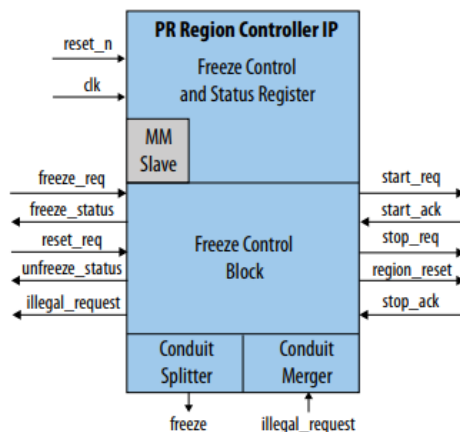 PR Region Controller IP
Freeze Control
and Status Register
reset_n
clk
MM
Slave
freeze_req
freeze_status
reset_req
unfreeze_status
illegal_request
Freeze Control
Block
start_req
start_ack
stop_req
region_reset
stop_ack
Conduit
Splitter
Conduit
Merger
freeze
illegal_request